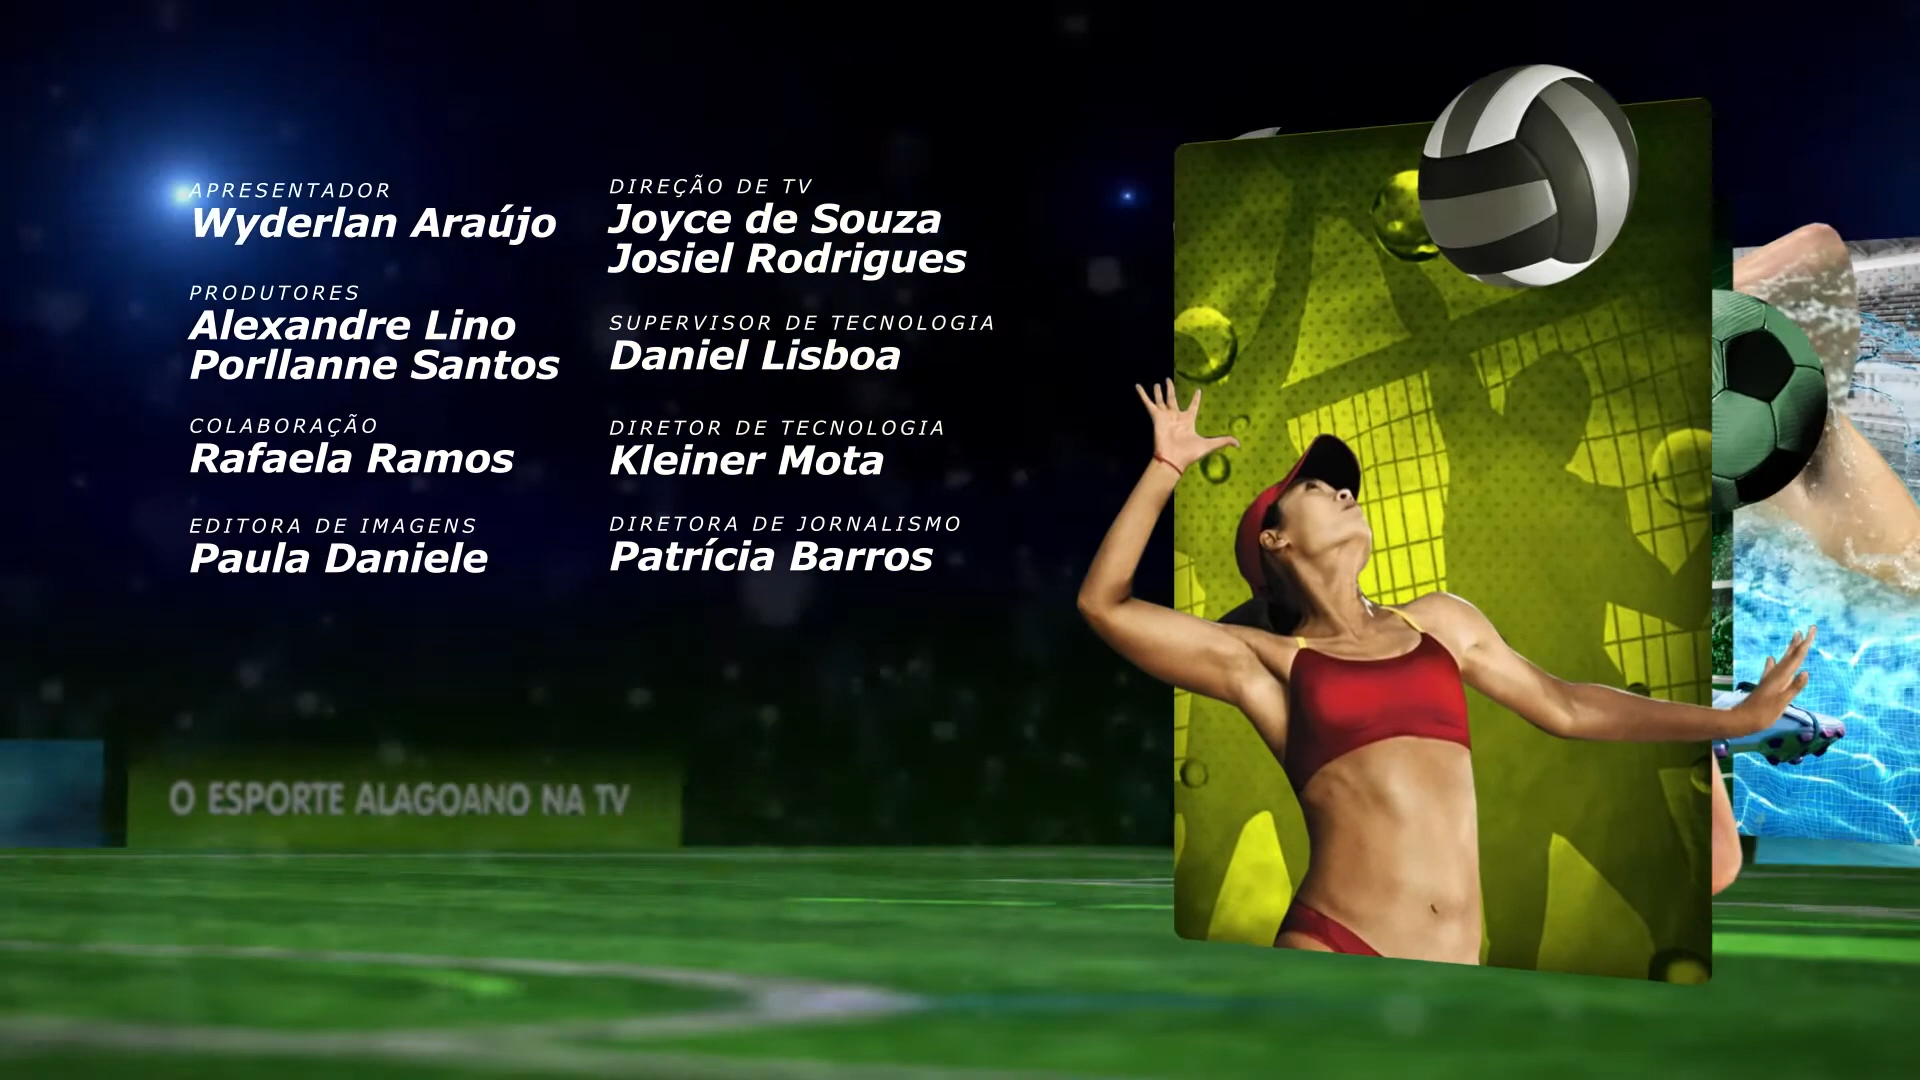 APRESENTADOR
Wyderlan Araújo
PRODUTORES
Alexandre Lino
Porllanne Santos
COLABORAÇÃO
Rafaela Ramos
EDITORA DE IMAGENS
Paula Daniele
DIREÇÃO DE TV
Joyce de Souza
Josiel Rodrigues
SUPERVISOR DE TECNOLOGIA
Daniel Lisboa
DIRETOR DE TECNOLOGIA
Kleiner Mota
DIRETORA DE JORNALISMO
Patrícia Barros
O ESPORTE ALAGOANO NA TV